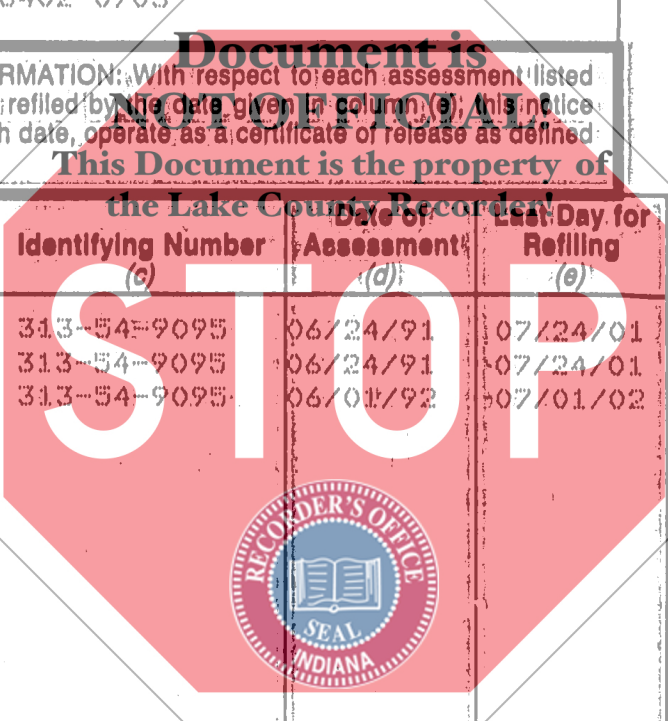 Document is
NOT OFFICIAL!
This Document is the property of
the Lake County Recorder!
RMATION: With respect to each assessment listed
refiled by the date given in column (e), this notice
h date, operate as a certificate of release as defined
Identifying Number
(c)
Date of
Assessment
(d)
Last Day for
Refiling
(e)
313-54-9095 06/24/91 07/24/01
313-54-9095 06/24/91 07/24/01
313-54-9095 06/01/92 07/01/02
STOP
RECORDER'S OFFICE
SEAL
INDIANA